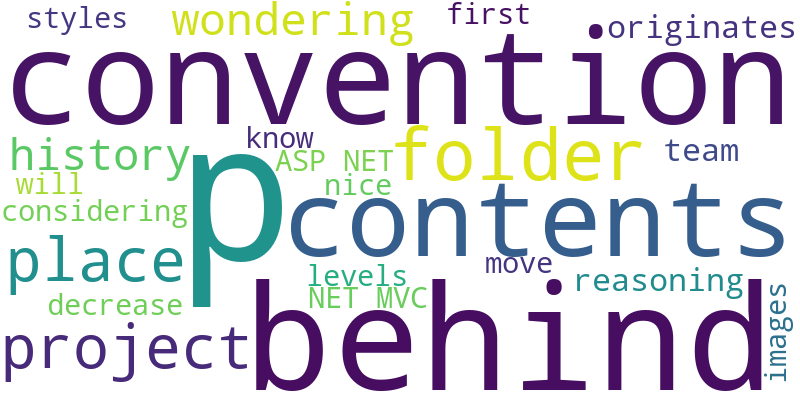 styles
wondering
first
originates
convention
history
know
ASP NET
folder
team
will
nice
considering
p
contents
place
levels
move
reasoning
decrease
NET MVC
project
behind
images